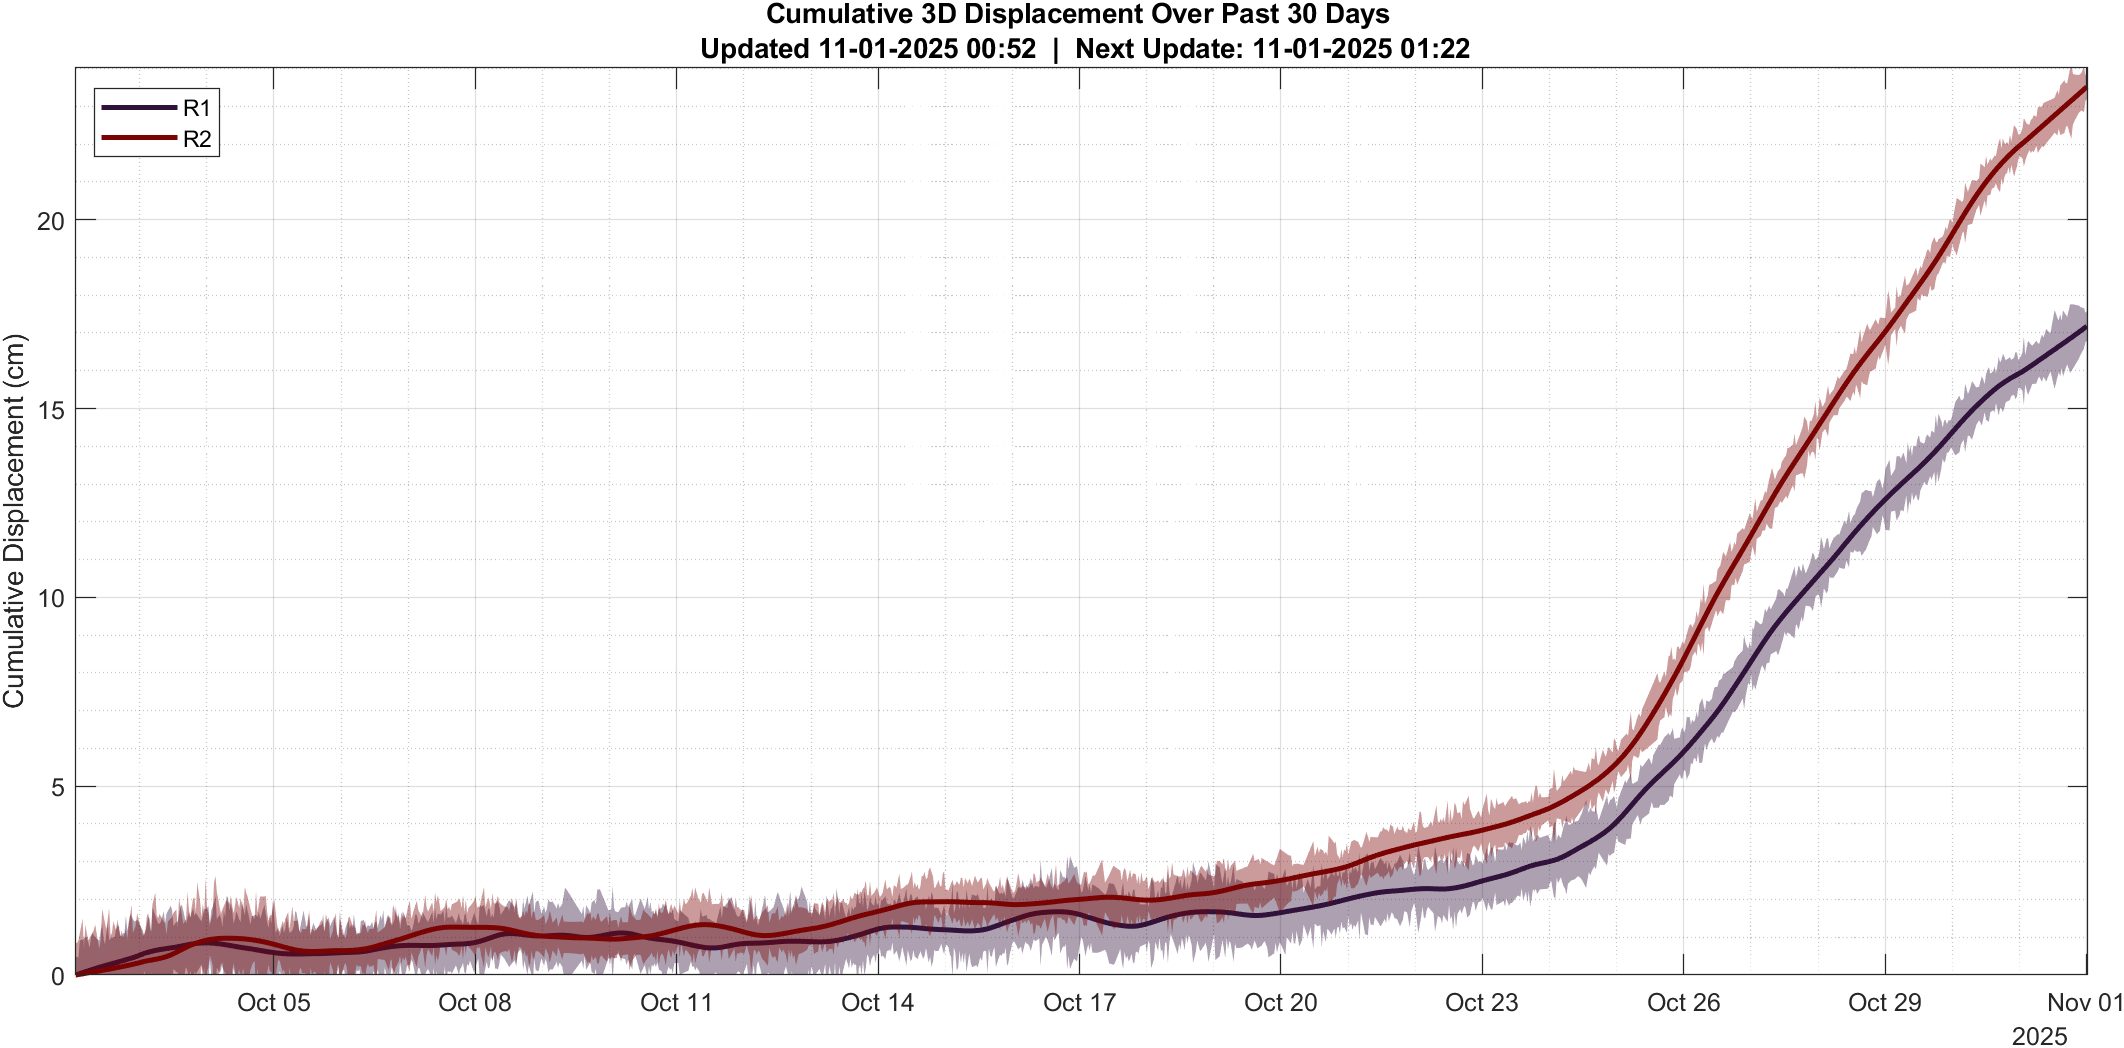 Cumulative 3D Displacement Over Past 30 Days
Updated 11-01-2025 00:52 | Next Update: 11-01-2025 01:22
R1
R2
Cumulative Displacement (cm)
20
15
10
5
0
Oct 05 Oct 08 Oct 11 Oct 14 Oct 17 Oct 20 Oct 23 Oct 26 Oct 29 Nov 01
2025